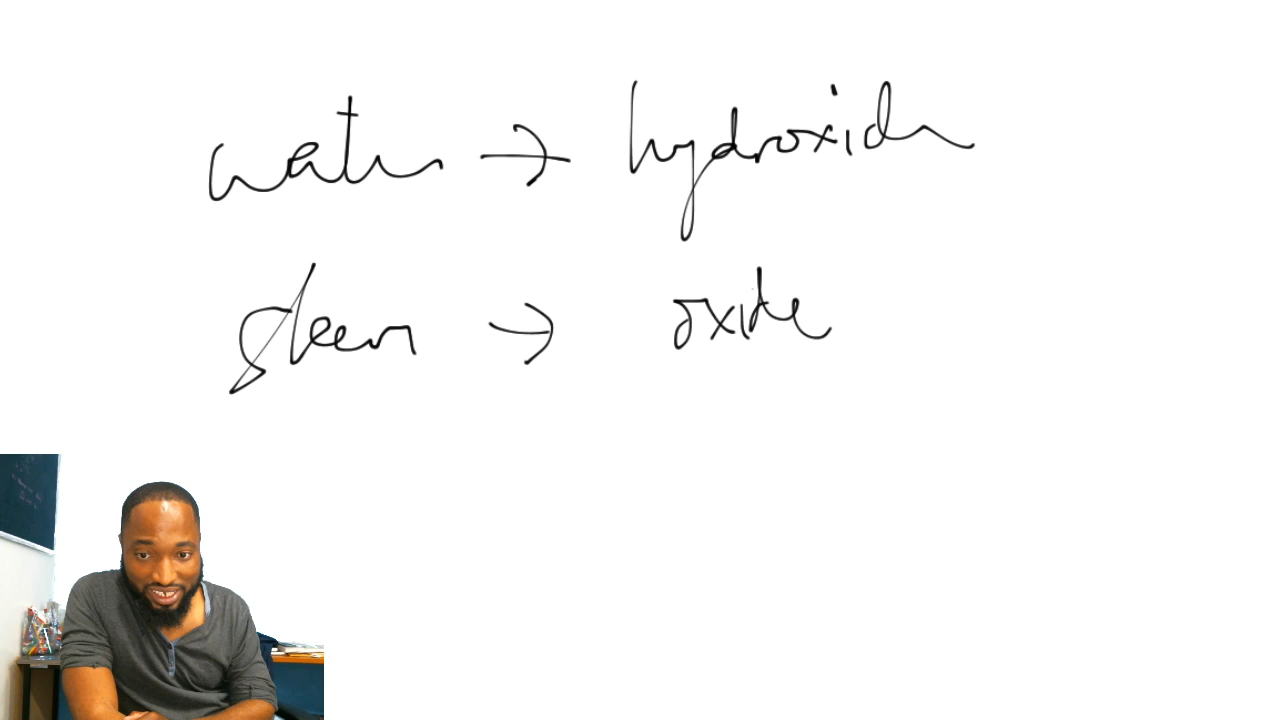 water → hydroxide
steam → oxide